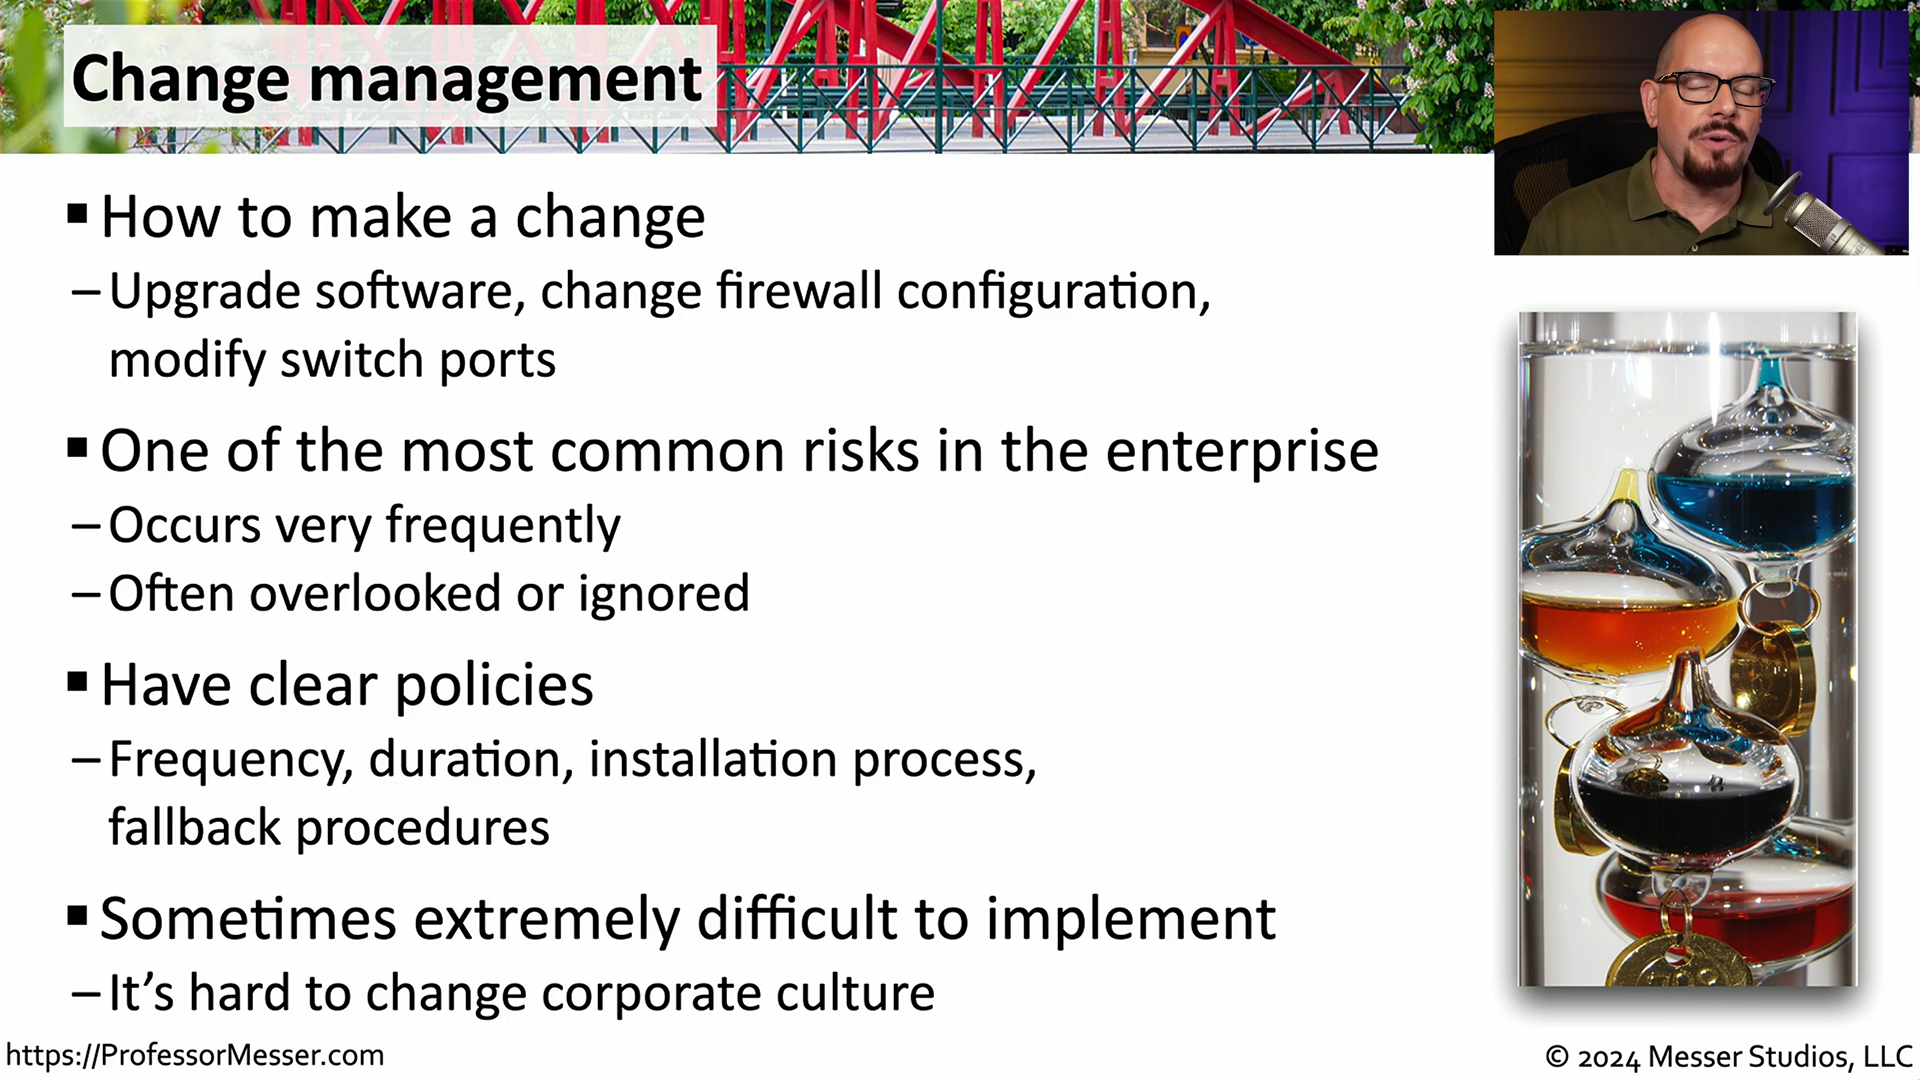 Change management
▪ How to make a change
– Upgrade software, change firewall configuration,
modify switch ports
▪ One of the most common risks in the enterprise
– Occurs very frequently
– Often overlooked or ignored
▪ Have clear policies
– Frequency, duration, installation process,
fallback procedures
▪ Sometimes extremely difficult to implement
– It’s hard to change corporate culture
https://ProfessorMesser.com
© 2024 Messer Studios, LLC